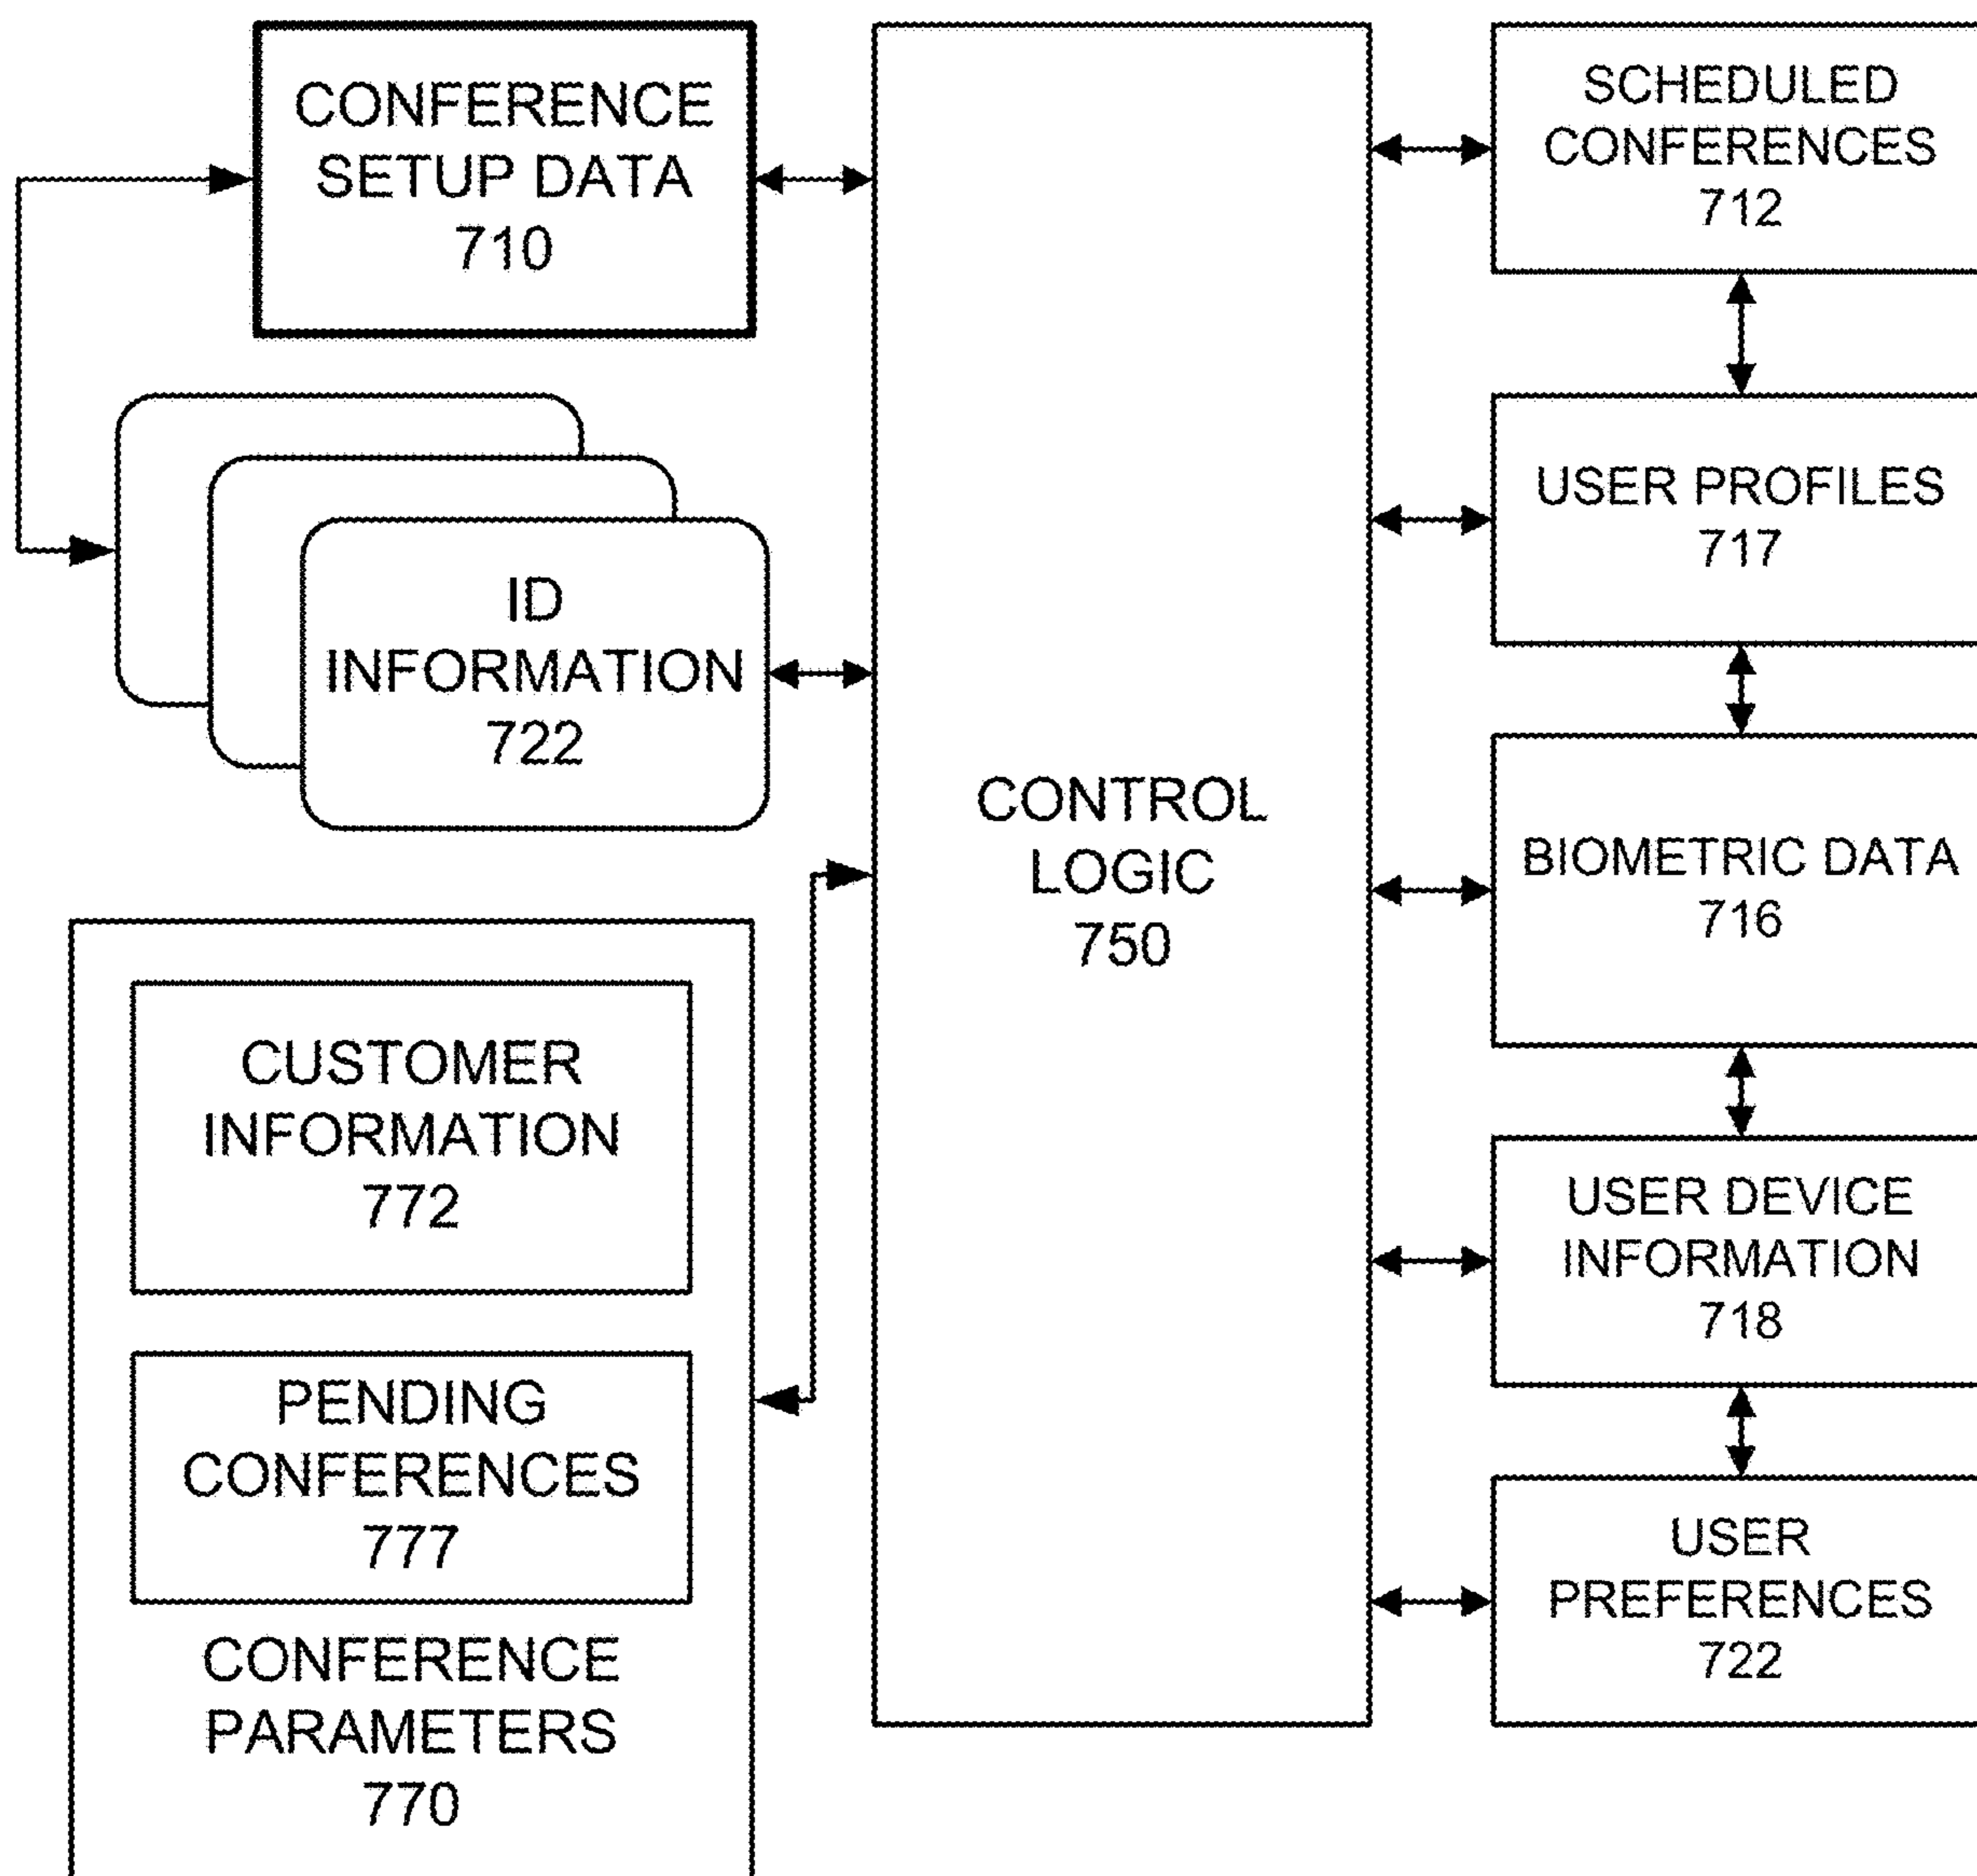 CONFERENCE
SETUP DATA
710
ID
INFORMATION
722
CUSTOMER
INFORMATION
772
PENDING
CONFERENCES
777
CONFERENCE
PARAMETERS
770
CONTROL
LOGIC
750
SCHEDULED
CONFERENCES
712
USER PROFILES
717
BIOMETRIC DATA
716
USER DEVICE
INFORMATION
718
USER
PREFERENCES
722